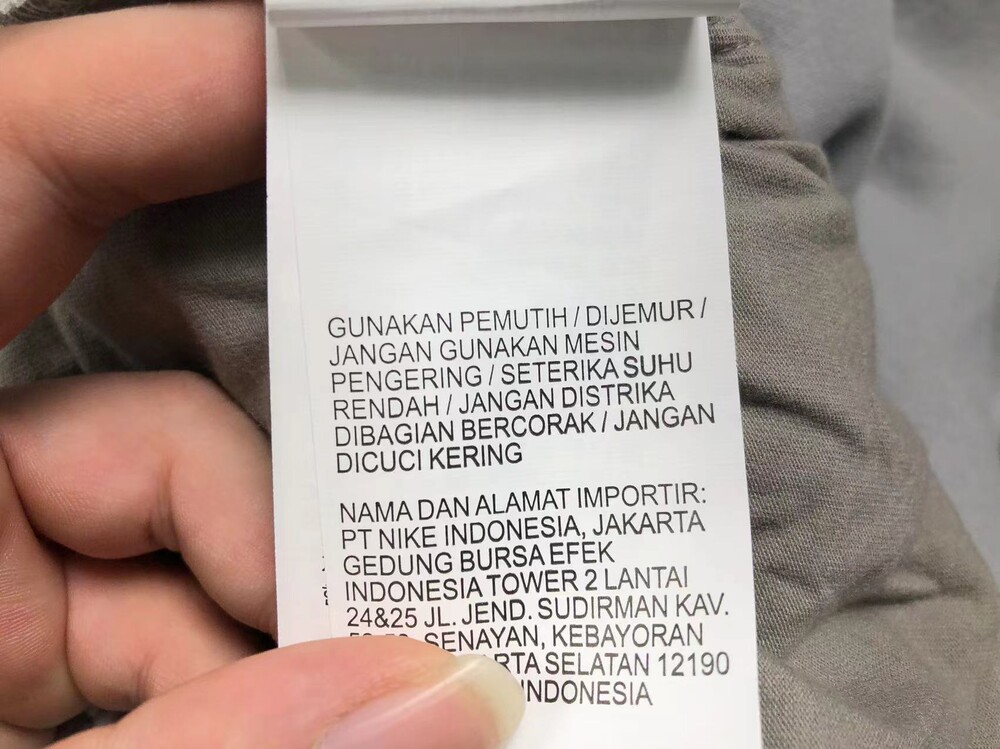 GUNAKAN PEMUTIH / DIJEMUR /
JANGAN GUNAKAN MESIN
PENGERING / SETERIKA SUHU
RENDAH / JANGAN DISTRIKA
DIBAGIAN BERCORAK / JANGAN
DICUCI KERING
NAMA DAN ALAMAT IMPORTIR:
PT NIKE INDONESIA, JAKARTA
GEDUNG BURSA EFEK
INDONESIA TOWER 2 LANTAI
24&25 JL. JEND. SUDIRMAN KAV.
SENAYAN, KEBAYORAN
SELATAN 12190
INDONESIA